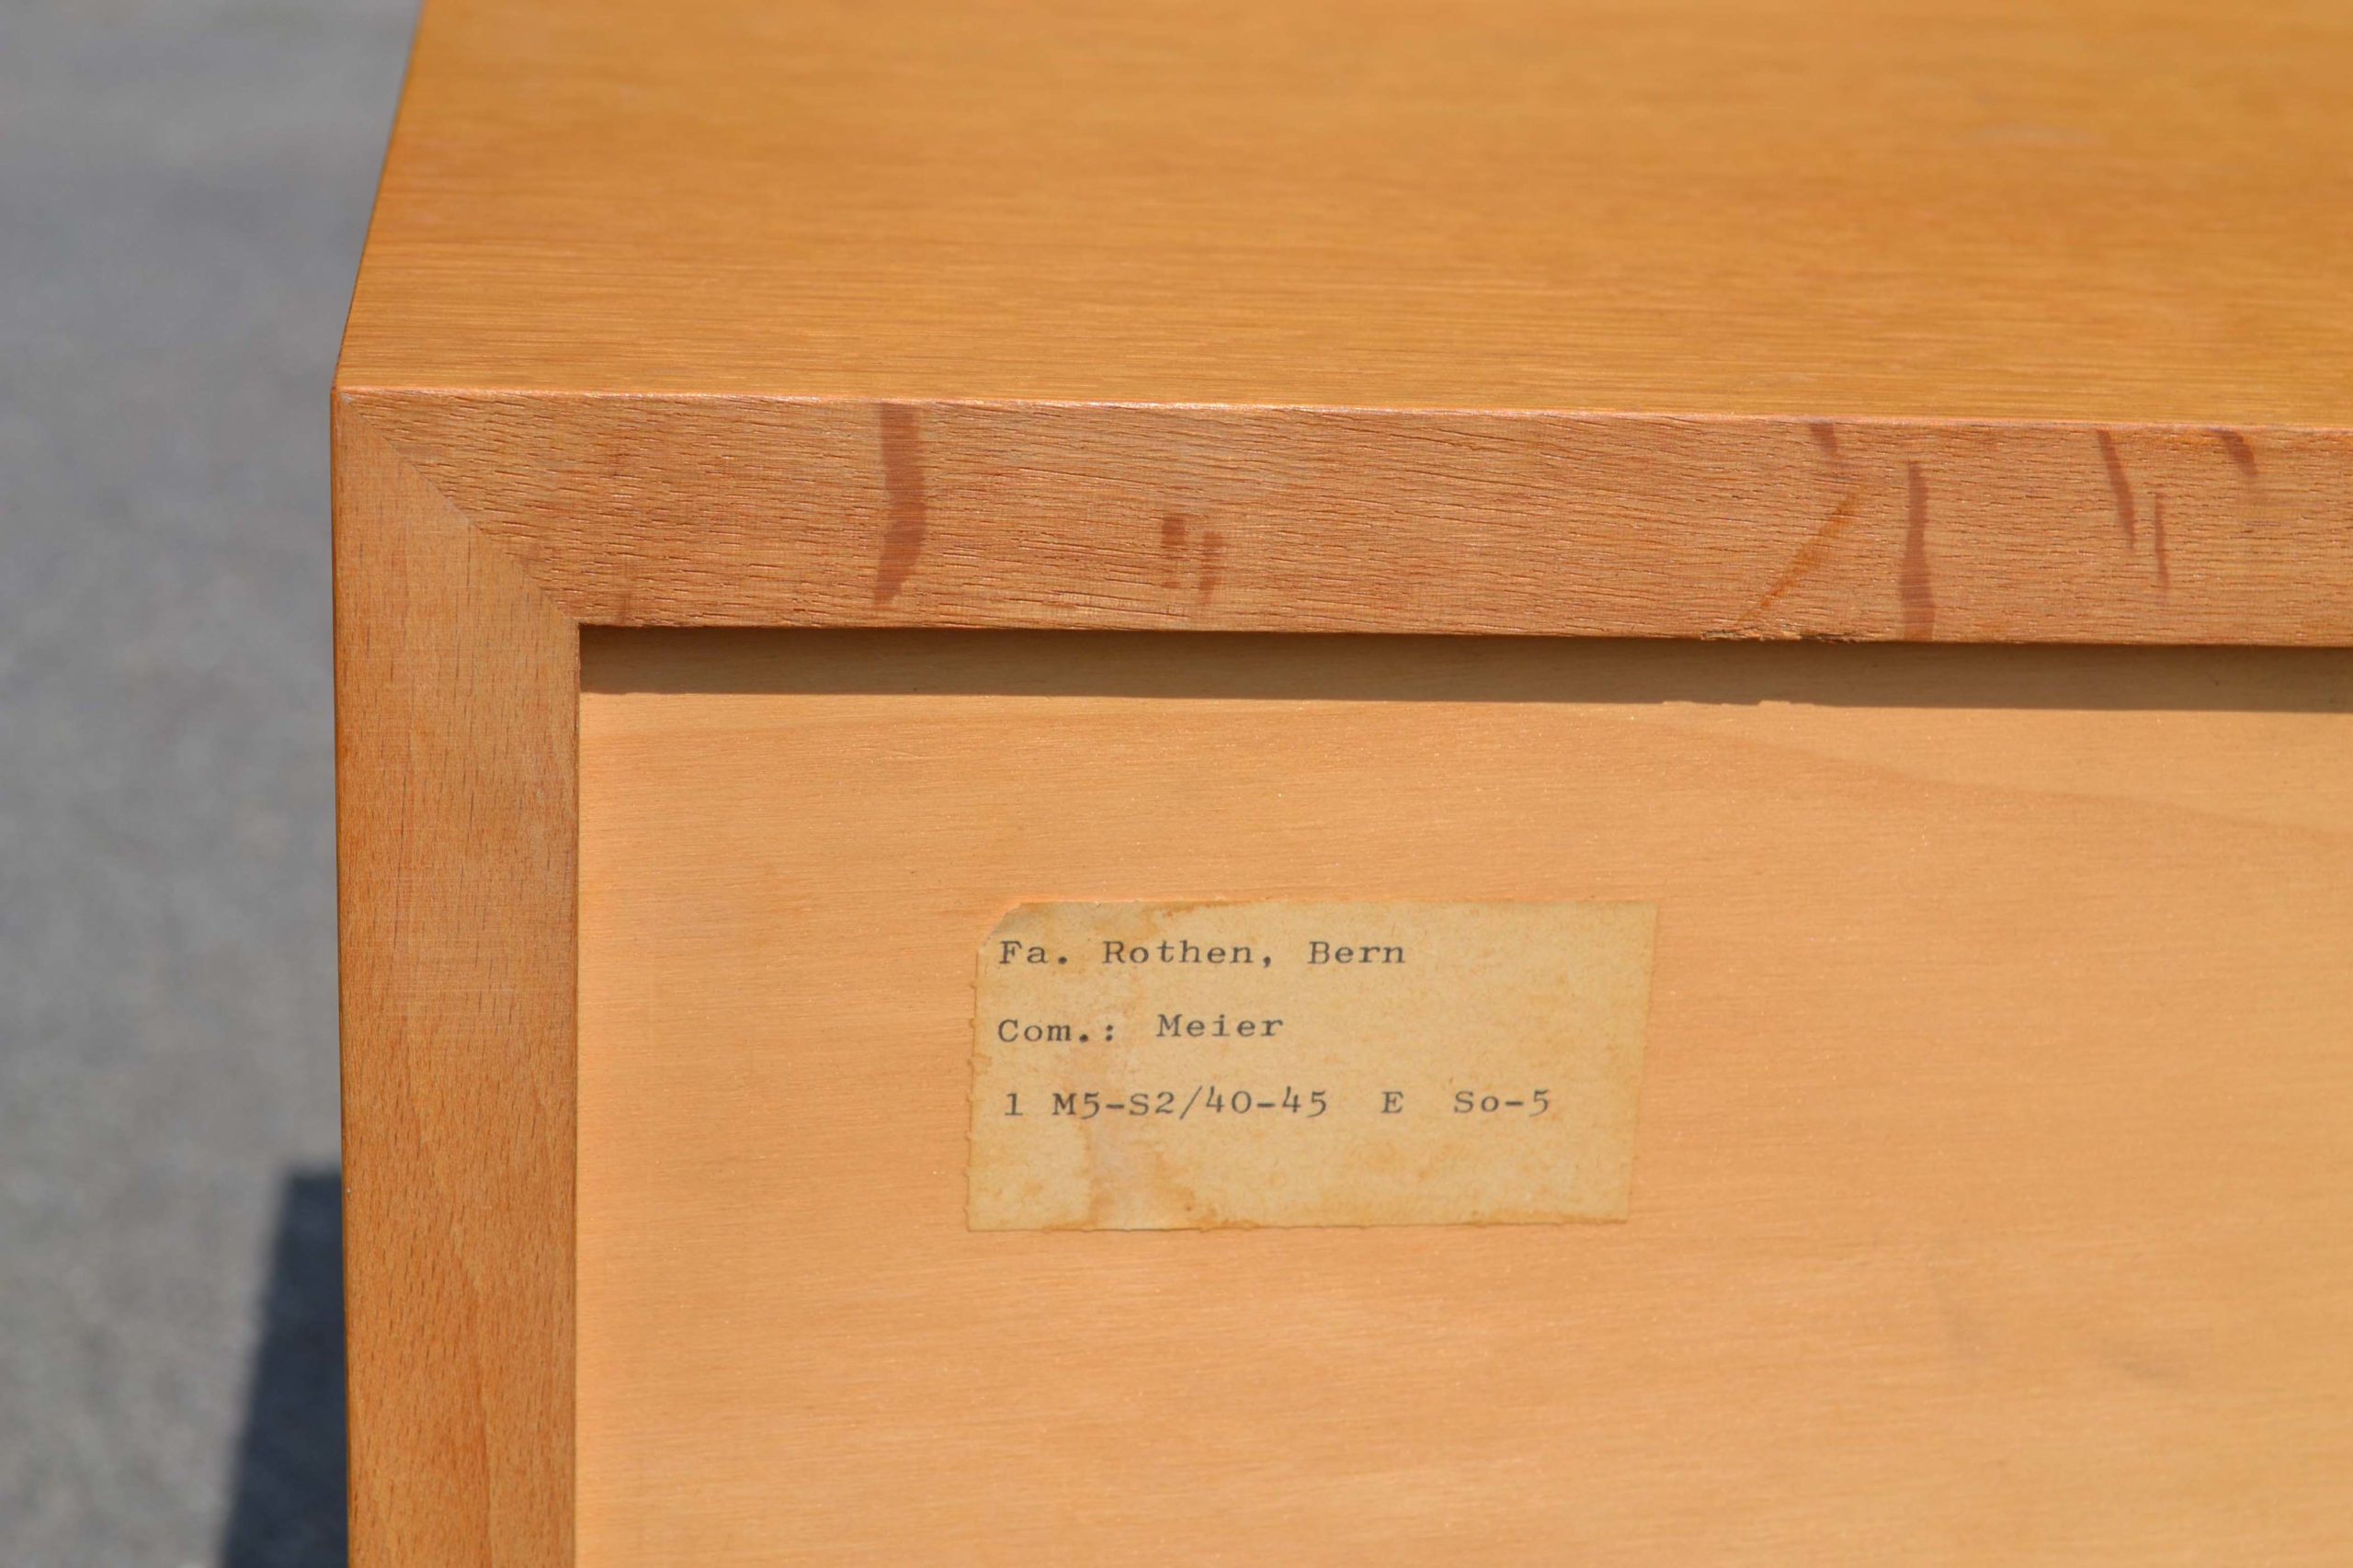 Fa. Rothen, Bern
Com.: Meier
1 M5-S2/40-45 E So-5